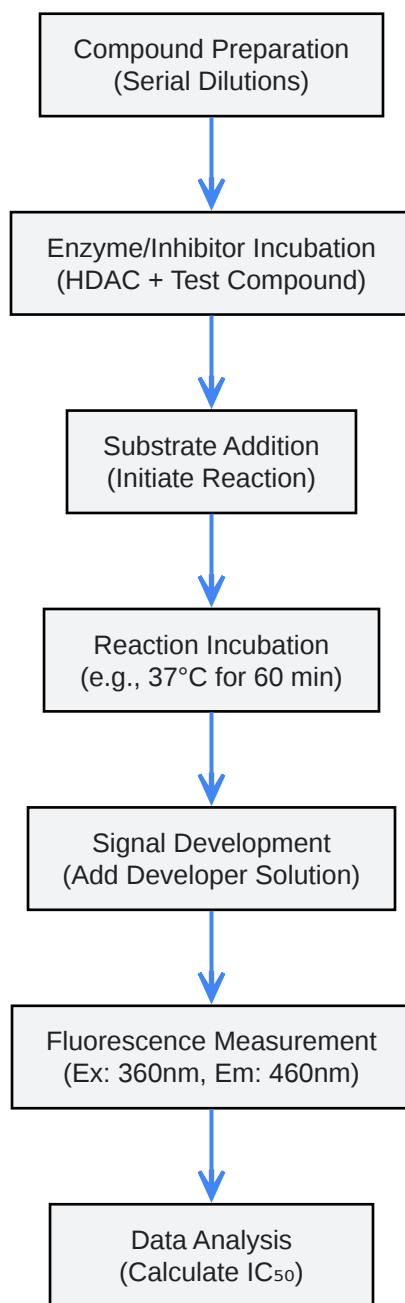 Compound Preparation
(Serial Dilutions)
Enzyme/Inhibitor Incubation
(HDAC + Test Compound)
Substrate Addition
(Initiate Reaction)
Reaction Incubation
(e.g., 37°C for 60 min)
Signal Development
(Add Developer Solution)
Fluorescence Measurement
(Ex: 360nm, Em: 460nm)
Data Analysis
(Calculate IC₅₀)